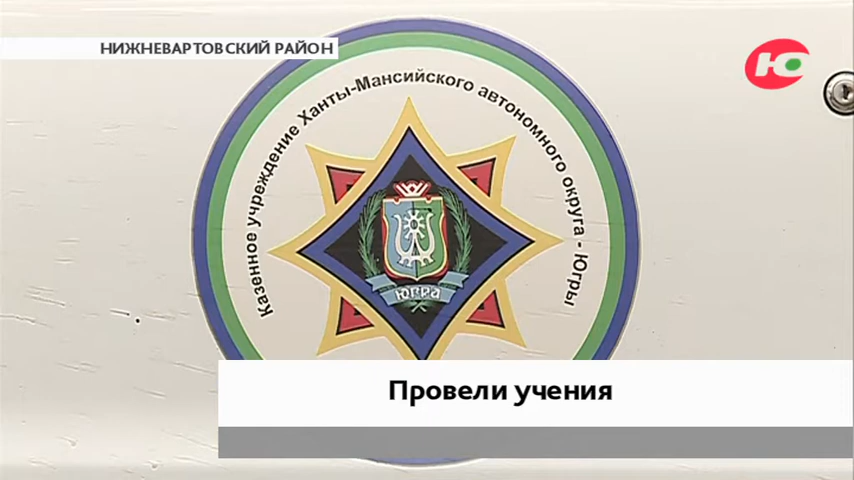 НИЖНЕВАРТОВСКИЙ РАЙОН
Ю
Казенное учреждение Ханты-Мансийского автономного округа - Югры
ЮГРА
Провели учения